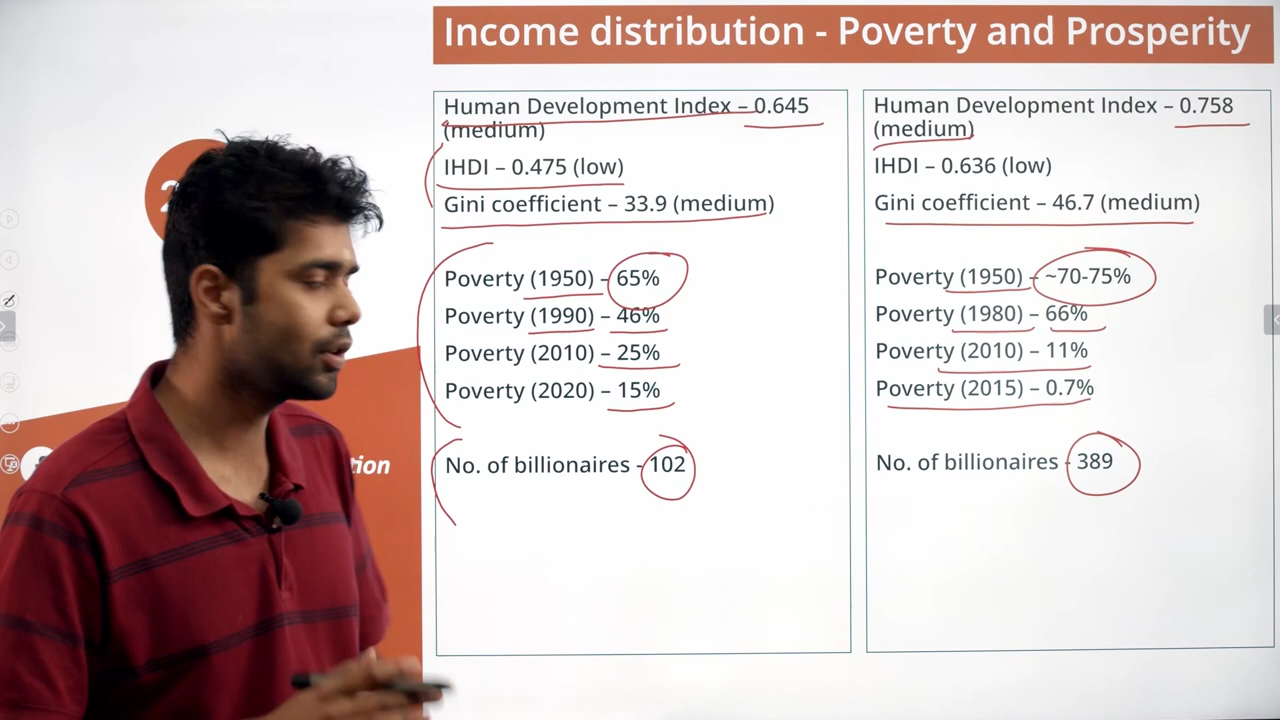 Income distribution - Poverty and Prosperity
Human Development Index – 0.645
(medium)
IHDI – 0.475 (low)
Gini coefficient – 33.9 (medium)
Poverty (1950) – 65%
Poverty (1990) – 46%
Poverty (2010) – 25%
Poverty (2020) – 15%
No. of billionaires - 102
Human Development Index – 0.758
(medium)
IHDI – 0.636 (low)
Gini coefficient – 46.7 (medium)
Poverty (1950) – ~70-75%
Poverty (1980) – 66%
Poverty (2010) – 11%
Poverty (2015) – 0.7%
No. of billionaires - 389